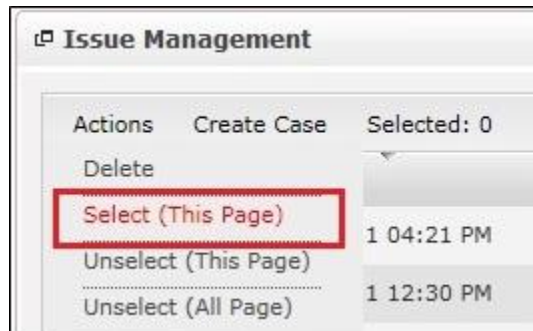 Issue Management
Actions Create Case Selected: 0
Delete
Select (This Page)
1 04:21 PM
Unselect (This Page)
1 12:30 PM
Unselect (All Page)